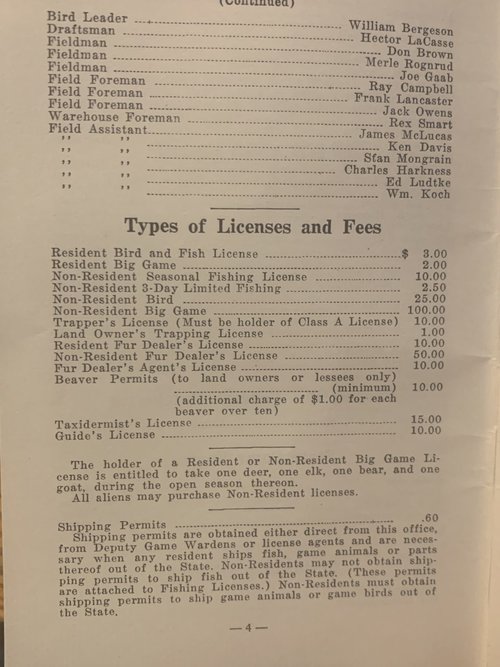 (Continued)
Bird Leader ---------- William Bergeson
Draftsman ---------- Hector LaCasse
Fieldman ---------- Don Brown
Fieldman ---------- Merle Rognrud
Fieldman ---------- Joe Gaab
Field Foreman ---------- Ray Campbell
Field Foreman ---------- Frank Lancaster
Field Foreman ---------- Jack Owens
Warehouse Foreman ---------- Rex Smart
Field Assistant ---------- James McLucas
,, ,, ---------- Ken Davis
,, ,, ---------- Stan Mongrain
,, ,, ---------- Charles Harkness
,, ,, ---------- Ed Ludtke
,, ,, ---------- Wm. Koch
Types of Licenses and Fees
Resident Bird and Fish License ---------- $ 3.00
Resident Big Game ---------- 2.00
Non-Resident Seasonal Fishing License ---------- 10.00
Non-Resident 3-Day Limited Fishing ---------- 2.50
Non-Resident Bird ---------- 25.00
Non-Resident Big Game ---------- 100.00
Trapper's License (Must be holder of Class A License) 10.00
Land Owner's Trapping License ---------- 1.00
Resident Fur Dealer's License ---------- 10.00
Non-Resident Fur Dealer's License ---------- 50.00
Fur Dealer's Agent's License ---------- 10.00
Beaver Permits (to land owners or lessees only)
---------- (minimum) 10.00
(additional charge of $1.00 for each
beaver over ten)
Taxidermist's License ---------- 15.00
Guide's License ---------- 10.00
The holder of a Resident or Non-Resident Big Game Li-
cense is entitled to take one deer, one elk, one bear, and one
goat, during the open season thereon.
All aliens may purchase Non-Resident licenses.
Shipping Permits ---------- .60
Shipping permits are obtained either direct from this office,
from Deputy Game Wardens or license agents and are neces-
sary when any resident ships fish, game animals or parts
thereof out of the State. Non-Residents may not obtain ship-
ping permits to ship fish out of the State. (These permits
are attached to Fishing Licenses.) Non-Residents must obtain
shipping permits to ship game animals or game birds out of
the State.
— 4 —